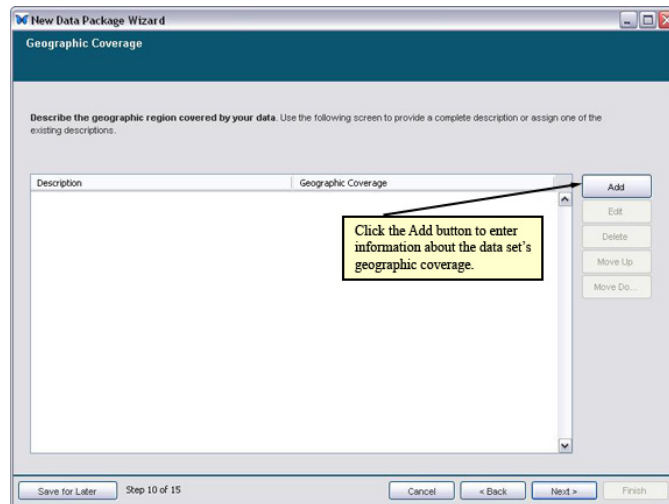 New Data Package Wizard
Geographic Coverage
Describe the geographic region covered by your data. Use the following screen to provide a complete description or assign one of the
existing descriptions.
Description Geographic Coverage
Add
Edit
Delete
Move Up
Move Do...
Click the Add button to enter
information about the data set's
geographic coverage.
Save for Later Step 10 of 15 Cancel < Back Next > Finish